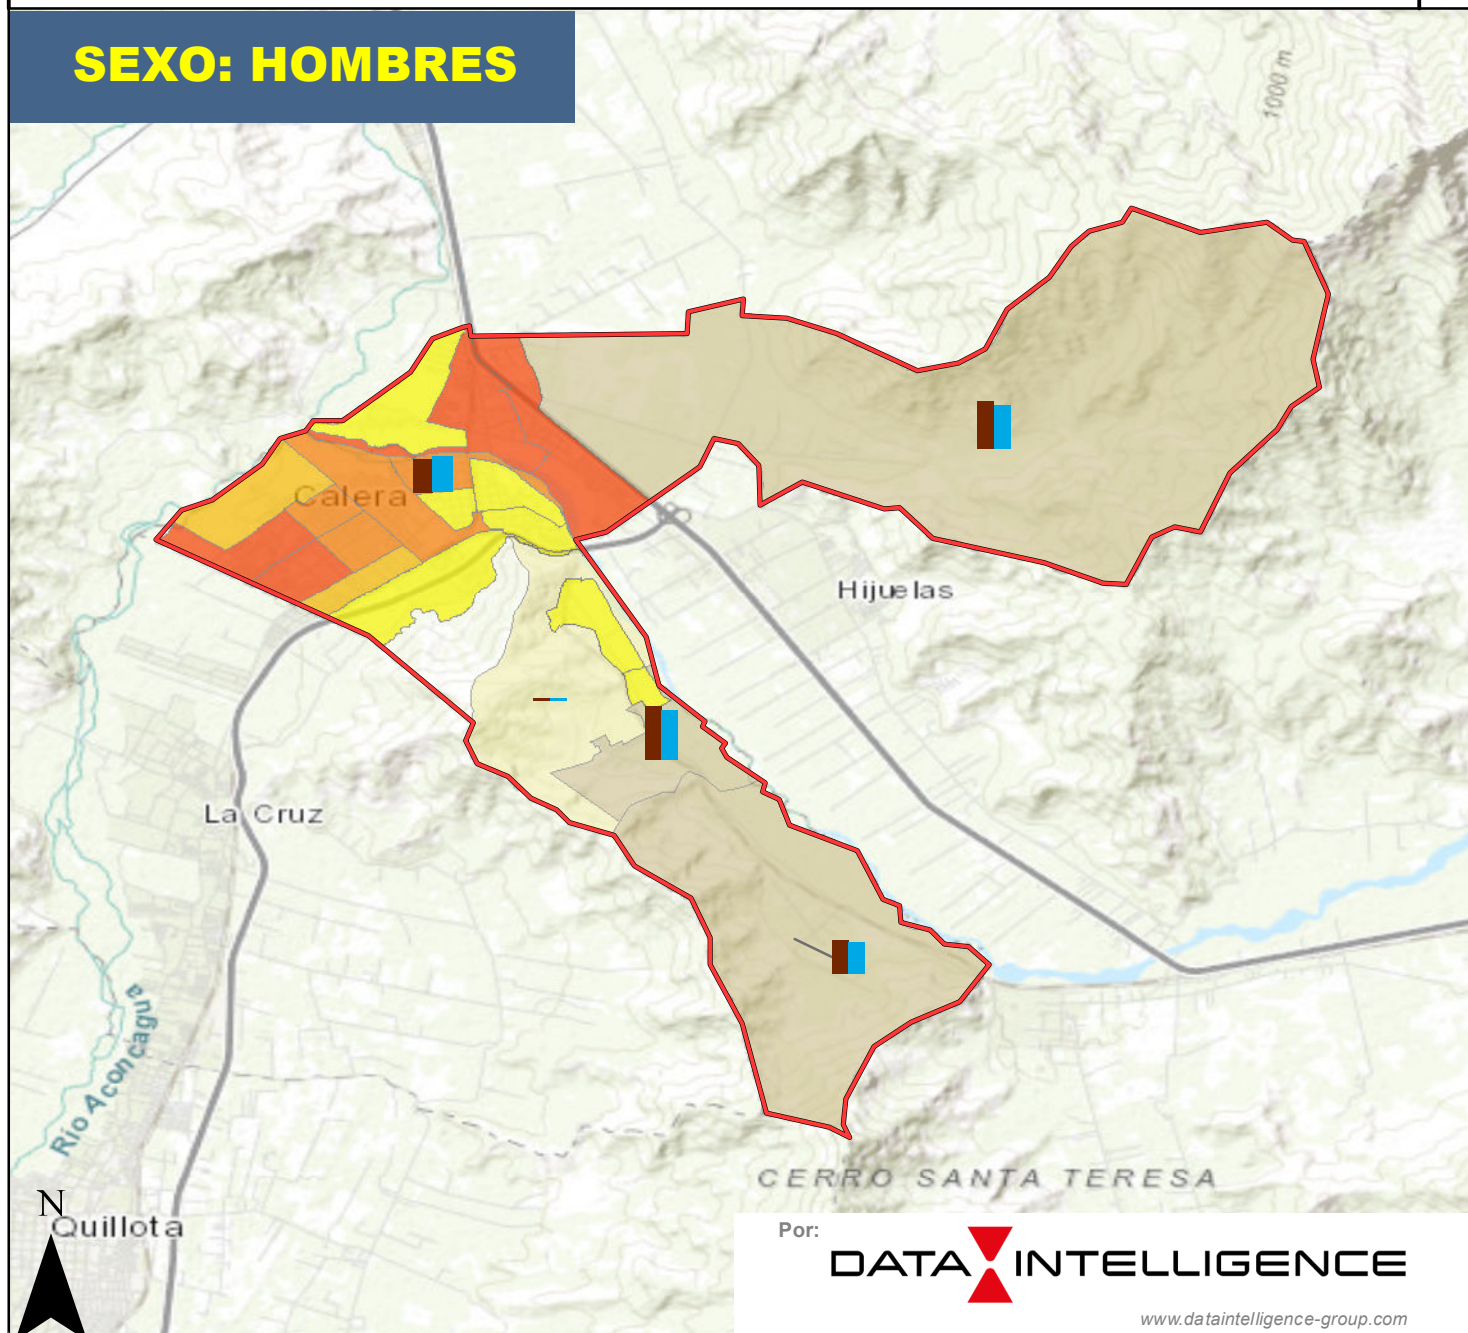 SEXO: HOMBRES
1000 m
Calera
Hijuelas
La Cruz
Río Aconcagua
CERRO SANTA TERESA
N
Quillota
Por:
DATA INTELLIGENCE
www.dataintelligence-group.com